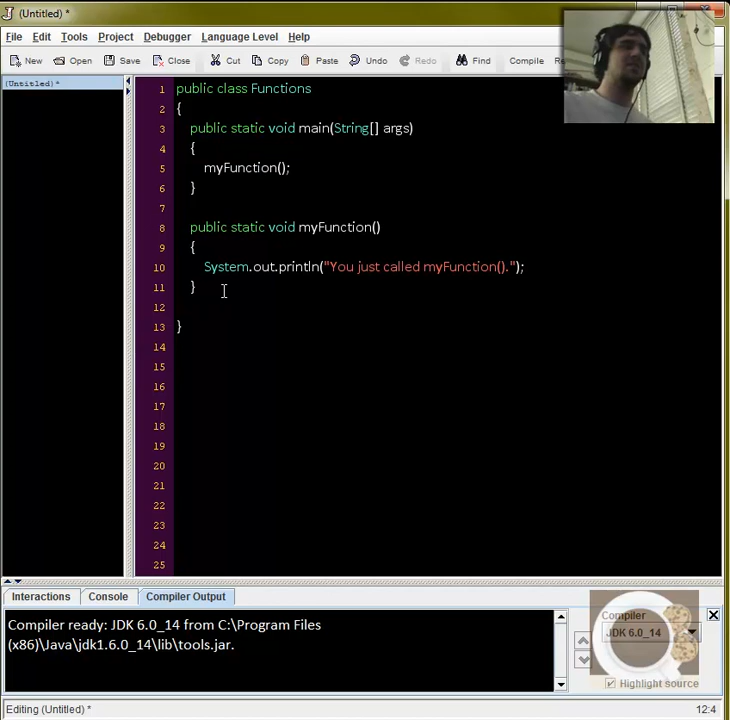 (Untitled) *
File Edit Tools Project Debugger Language Level Help
New Open Save Close Cut Copy Paste Undo Redo Find Compile Re
(Untitled) *
1 public class Functions
2 {
3 public static void main(String[] args)
4 {
5 myFunction();
6 }
7
8 public static void myFunction()
9 {
10 System.out.println("You just called myFunction().");
11 }
12
13 }
14
15
16
17
18
19
20
21
22
23
24
25
Interactions Console Compiler Output
Compiler ready: JDK 6.0_14 from C:\Program Files
(x86)\Java\jdk1.6.0_14\lib\tools.jar.
Compiler
JDK 6.0_14
Highlight source
Editing (Untitled) * 12:4